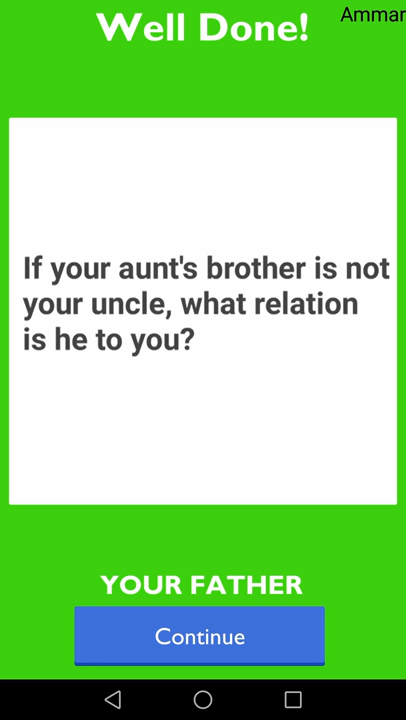 Well Done!
Ammar
If your aunt's brother is not
your uncle, what relation
is he to you?
YOUR FATHER
Continue